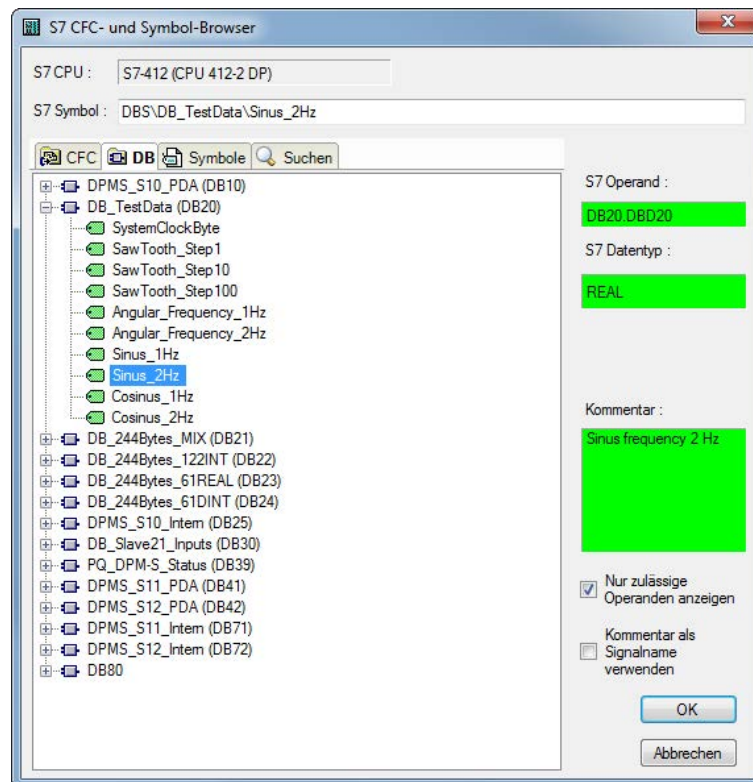 S7 CFC- und Symbol-Browser
S7 CPU :
S7-412 (CPU 412-2 DP)
S7 Symbol :
DBS\DB_TestData\Sinus_2Hz
CFC
DB
Symbole
Suchen
DPMS_S10_PDA (DB10)
DB_TestData (DB20)
SystemClockByte
SawTooth_Step1
SawTooth_Step10
SawTooth_Step100
Angular_Frequency_1Hz
Angular_Frequency_2Hz
Sinus_1Hz
Sinus_2Hz
Cosinus_1Hz
Cosinus_2Hz
DB_244Bytes_MIX (DB21)
DB_244Bytes_122INT (DB22)
DB_244Bytes_61REAL (DB23)
DB_244Bytes_61DINT (DB24)
DPMS_S10_Intern (DB25)
DB_Slave21_Inputs (DB30)
PQ_DPM-S_Status (DB39)
DPMS_S11_PDA (DB41)
DPMS_S12_PDA (DB42)
DPMS_S11_Intern (DB71)
DPMS_S12_Intern (DB72)
DB80
S7 Operand :
DB20.DBD20
S7 Datentyp :
REAL
Kommentar :
Sinus frequency 2 Hz
Nur zulässige
Operanden anzeigen
Kommentar als
Signalname
verwenden
OK
Abbrechen